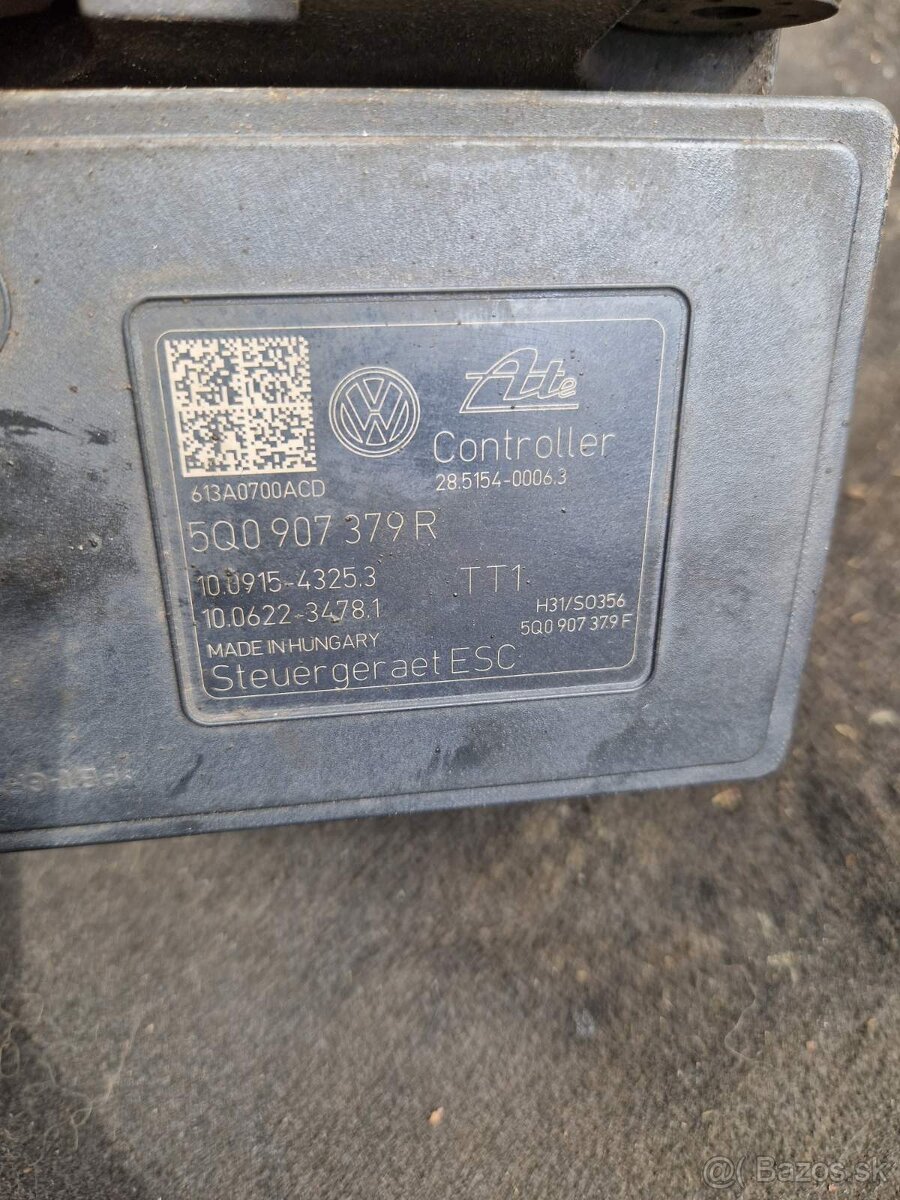 Ate
Controller
28.5154-0006.3
613A0700ACD
5Q0 907 379 R
10.0915-4325.3
TT1
10.0622-3478.1
H31/S0356
5Q0 907 379 F
MADE IN HUNGARY
Steuergeraet ESC
@( Bazos.sk